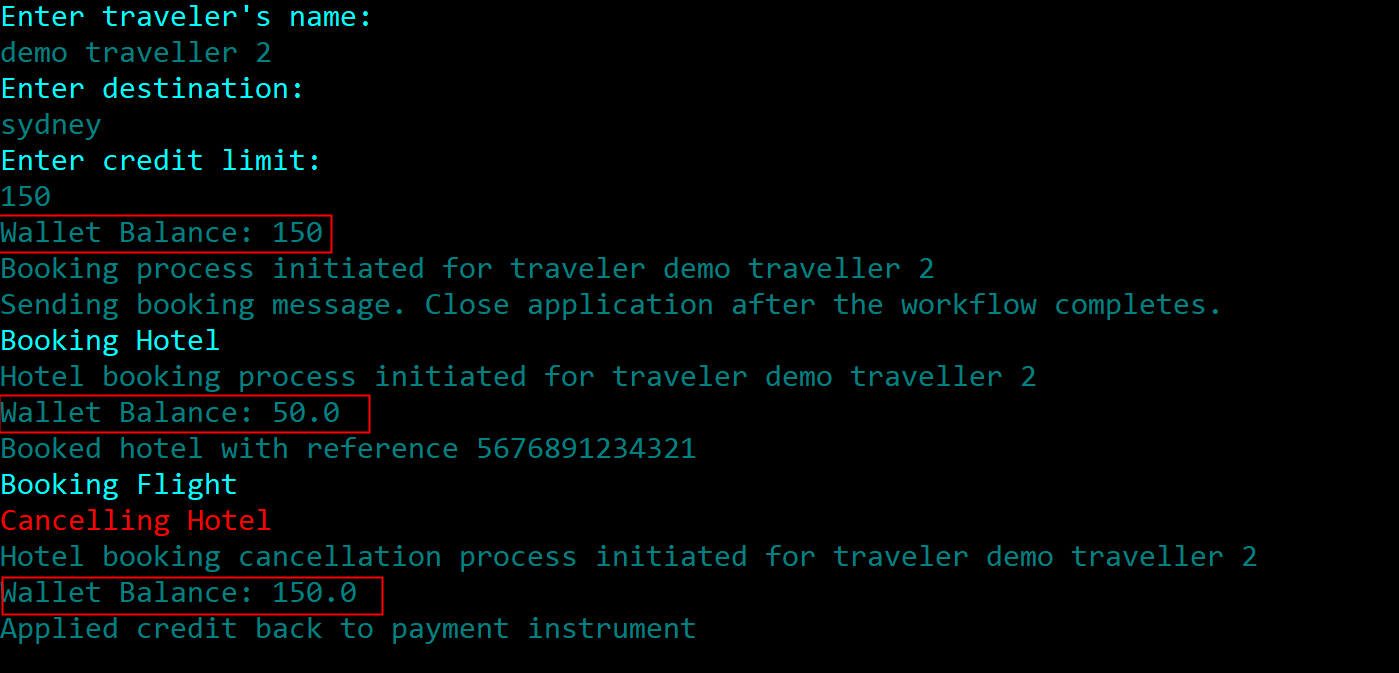 Enter traveler's name:
demo traveller 2
Enter destination:
sydney
Enter credit limit:
150
Wallet Balance: 150
Booking process initiated for traveler demo traveller 2
Sending booking message. Close application after the workflow completes.
Booking Hotel
Hotel booking process initiated for traveler demo traveller 2
Wallet Balance: 50.0
Booked hotel with reference 5676891234321
Booking Flight
Cancelling Hotel
Hotel booking cancellation process initiated for traveler demo traveller 2
Wallet Balance: 150.0
Applied credit back to payment instrument